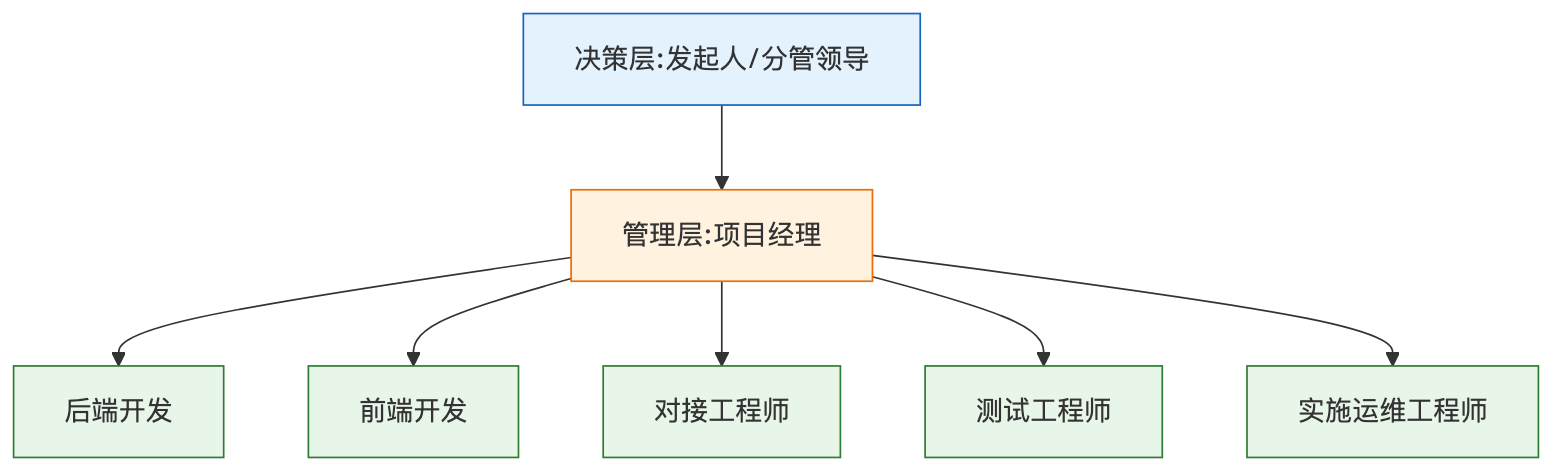 决策层:发起人/分管领导
管理层:项目经理
后端开发
前端开发
对接工程师
测试工程师
实施运维工程师